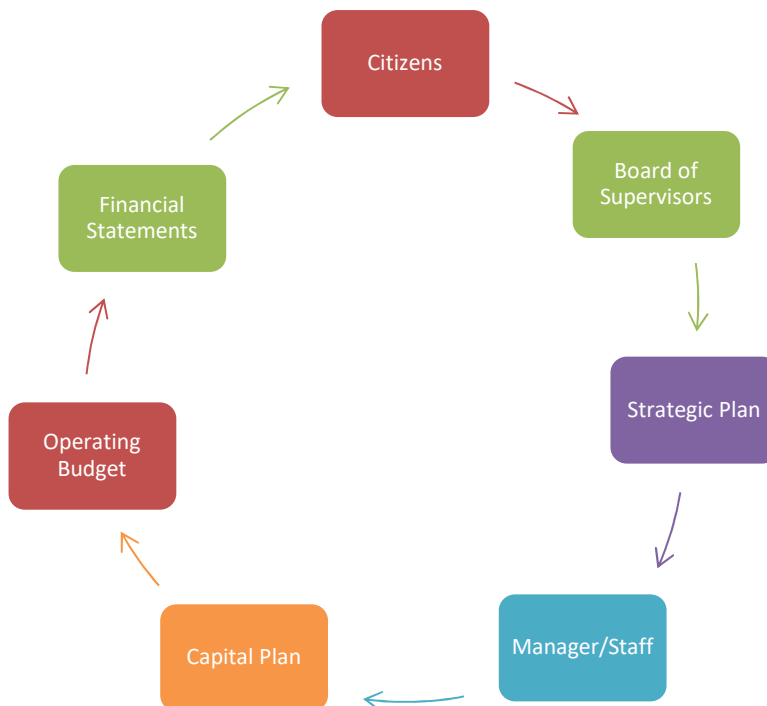 Citizens
Board of
Supervisors
Strategic Plan
Manager/Staff
Capital Plan
Operating
Budget
Financial
Statements